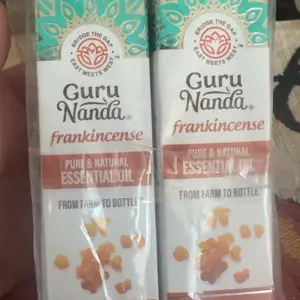 BRIDGE THE GAP
EAST MEETS WEST
Guru
Nanda®
frankincense
PURE & NATURAL
ESSENTIAL OIL
FROM FARM TO BOTTLE
BRIDGE THE GAP
EAST MEETS WEST
Guru
Nanda®
frankincense
PURE & NATURAL
ESSENTIAL OIL
FROM FARM TO BOTTLE